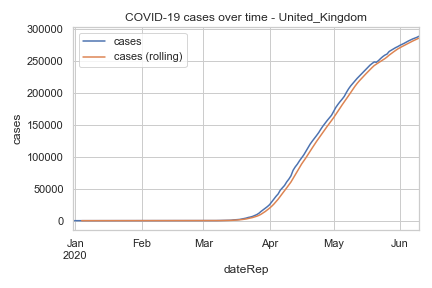 COVID-19 cases over time - United_Kingdom
cases
cases (rolling)
300000
250000
200000
150000
100000
50000
0
cases
Jan Feb Mar Apr May Jun
2020
dateRep